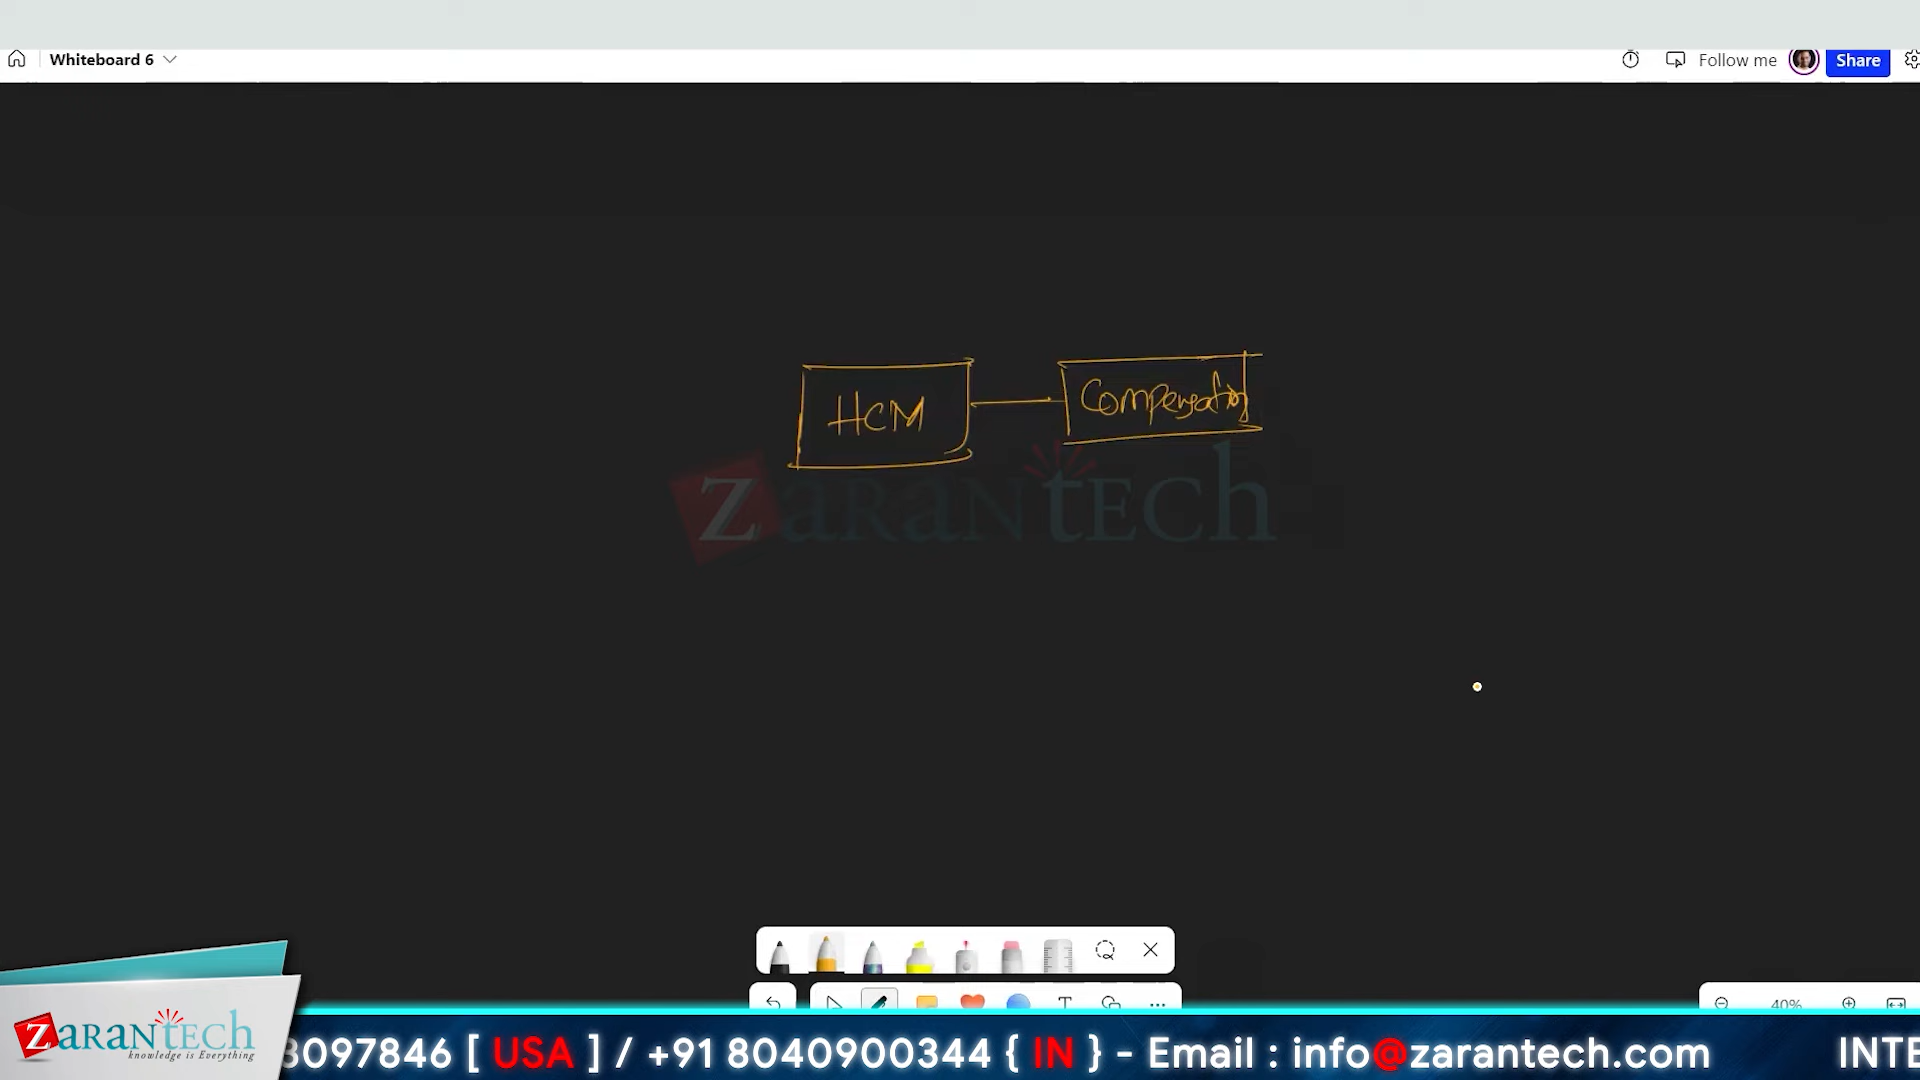 Whiteboard 6
Follow me
Share
HCM
Compensation
ZARANTECH
40%
ZARANTECH
knowledge is Everything
3097846 [ USA ] / +91 8040900344 { IN } - Email : info@zarantech.com
INTE